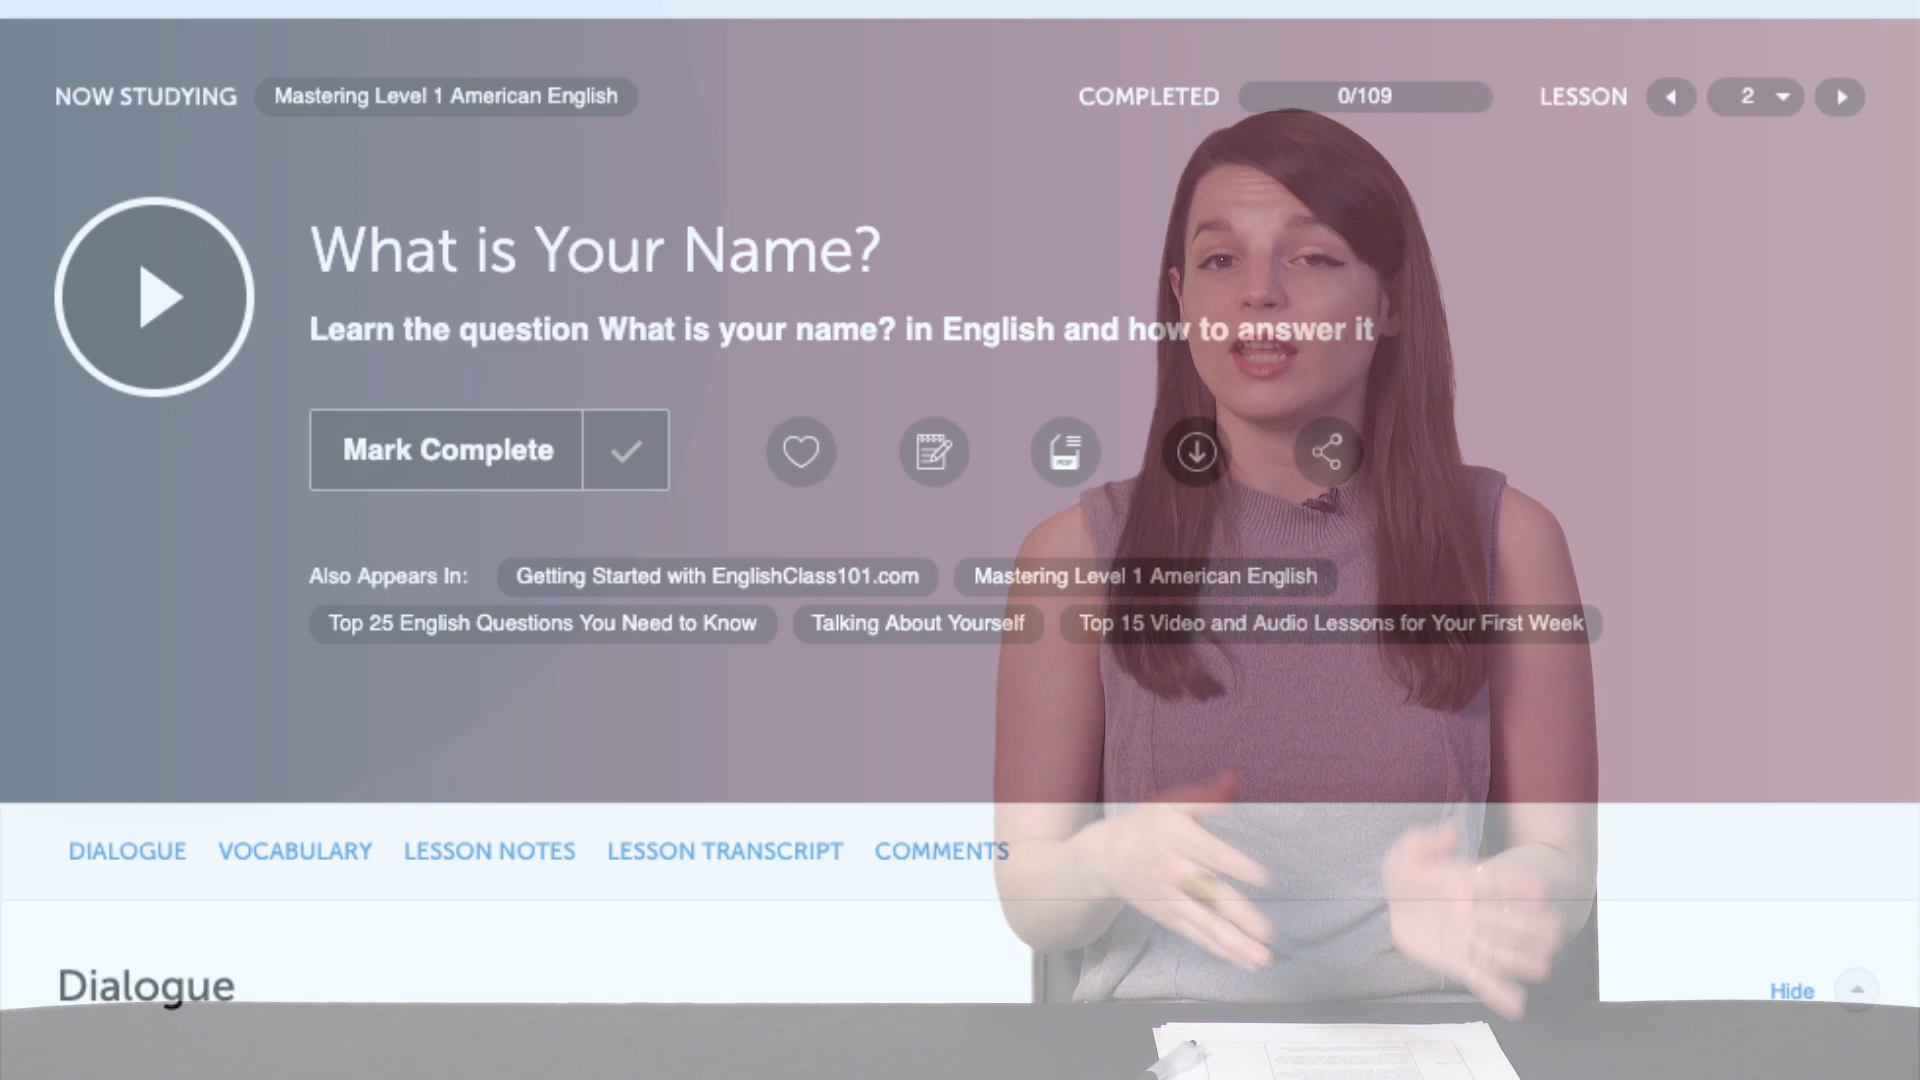 NOW STUDYING Mastering Level 1 American English COMPLETED 0/109 LESSON 2
What is Your Name?
Learn the question What is your name? in English and how to answer it
Mark Complete
PDF
Also Appears In: Getting Started with EnglishClass101.com Mastering Level 1 American English
Top 25 English Questions You Need to Know Talking About Yourself Top 15 Video and Audio Lessons for Your First Week
DIALOGUE VOCABULARY LESSON NOTES LESSON TRANSCRIPT COMMENTS
Dialogue Hide